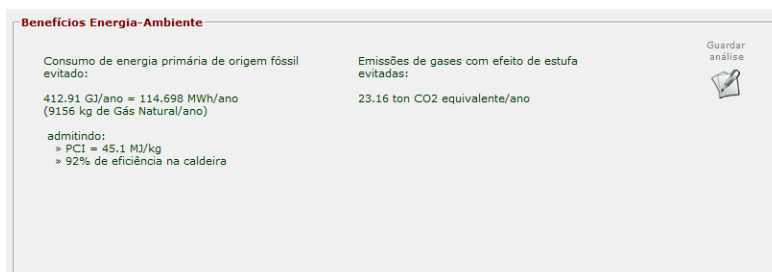 Benefícios Energia-Ambiente
Consumo de energia primária de origem fóssil
evitado:
412.91 GJ/ano = 114.698 MWh/ano
(9156 kg de Gás Natural/ano)
admitindo:
» PCI = 45.1 MJ/kg
» 92% de eficiência na caldeira
Emissões de gases com efeito de estufa
evitadas:
23.16 ton CO2 equivalente/ano
Guardar
análise